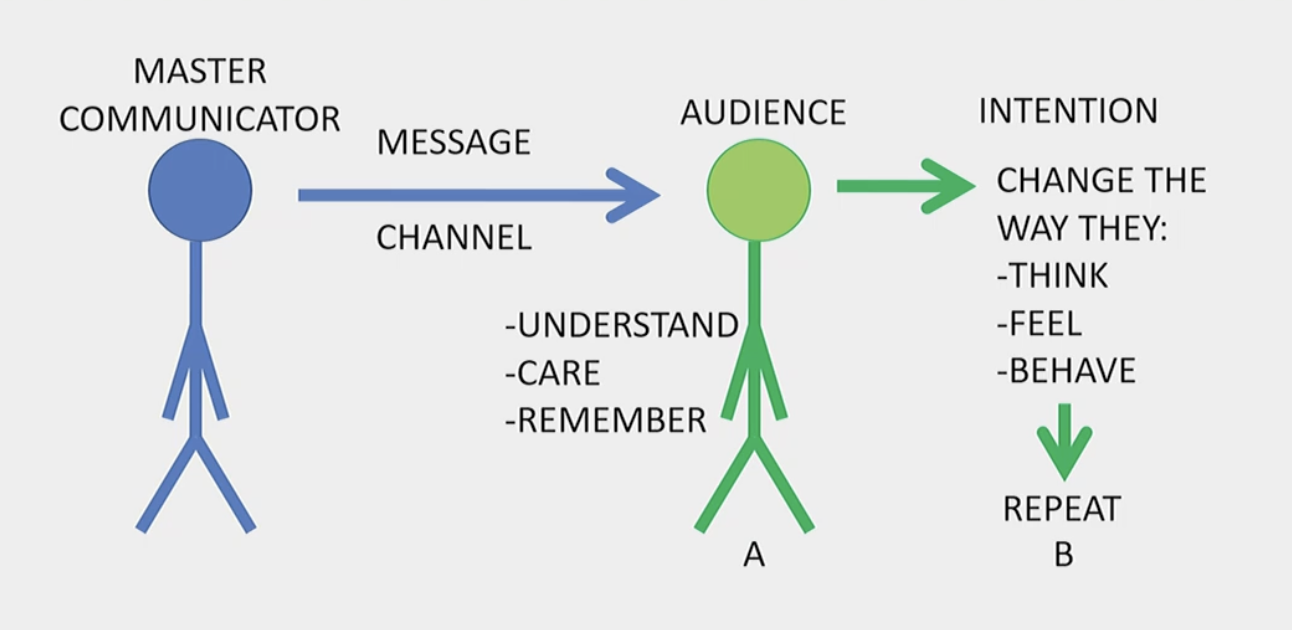 MASTER
COMMUNICATOR
MESSAGE
CHANNEL
AUDIENCE
-UNDERSTAND
-CARE
-REMEMBER
A
INTENTION
CHANGE THE
WAY THEY:
-THINK
-FEEL
-BEHAVE
REPEAT
B